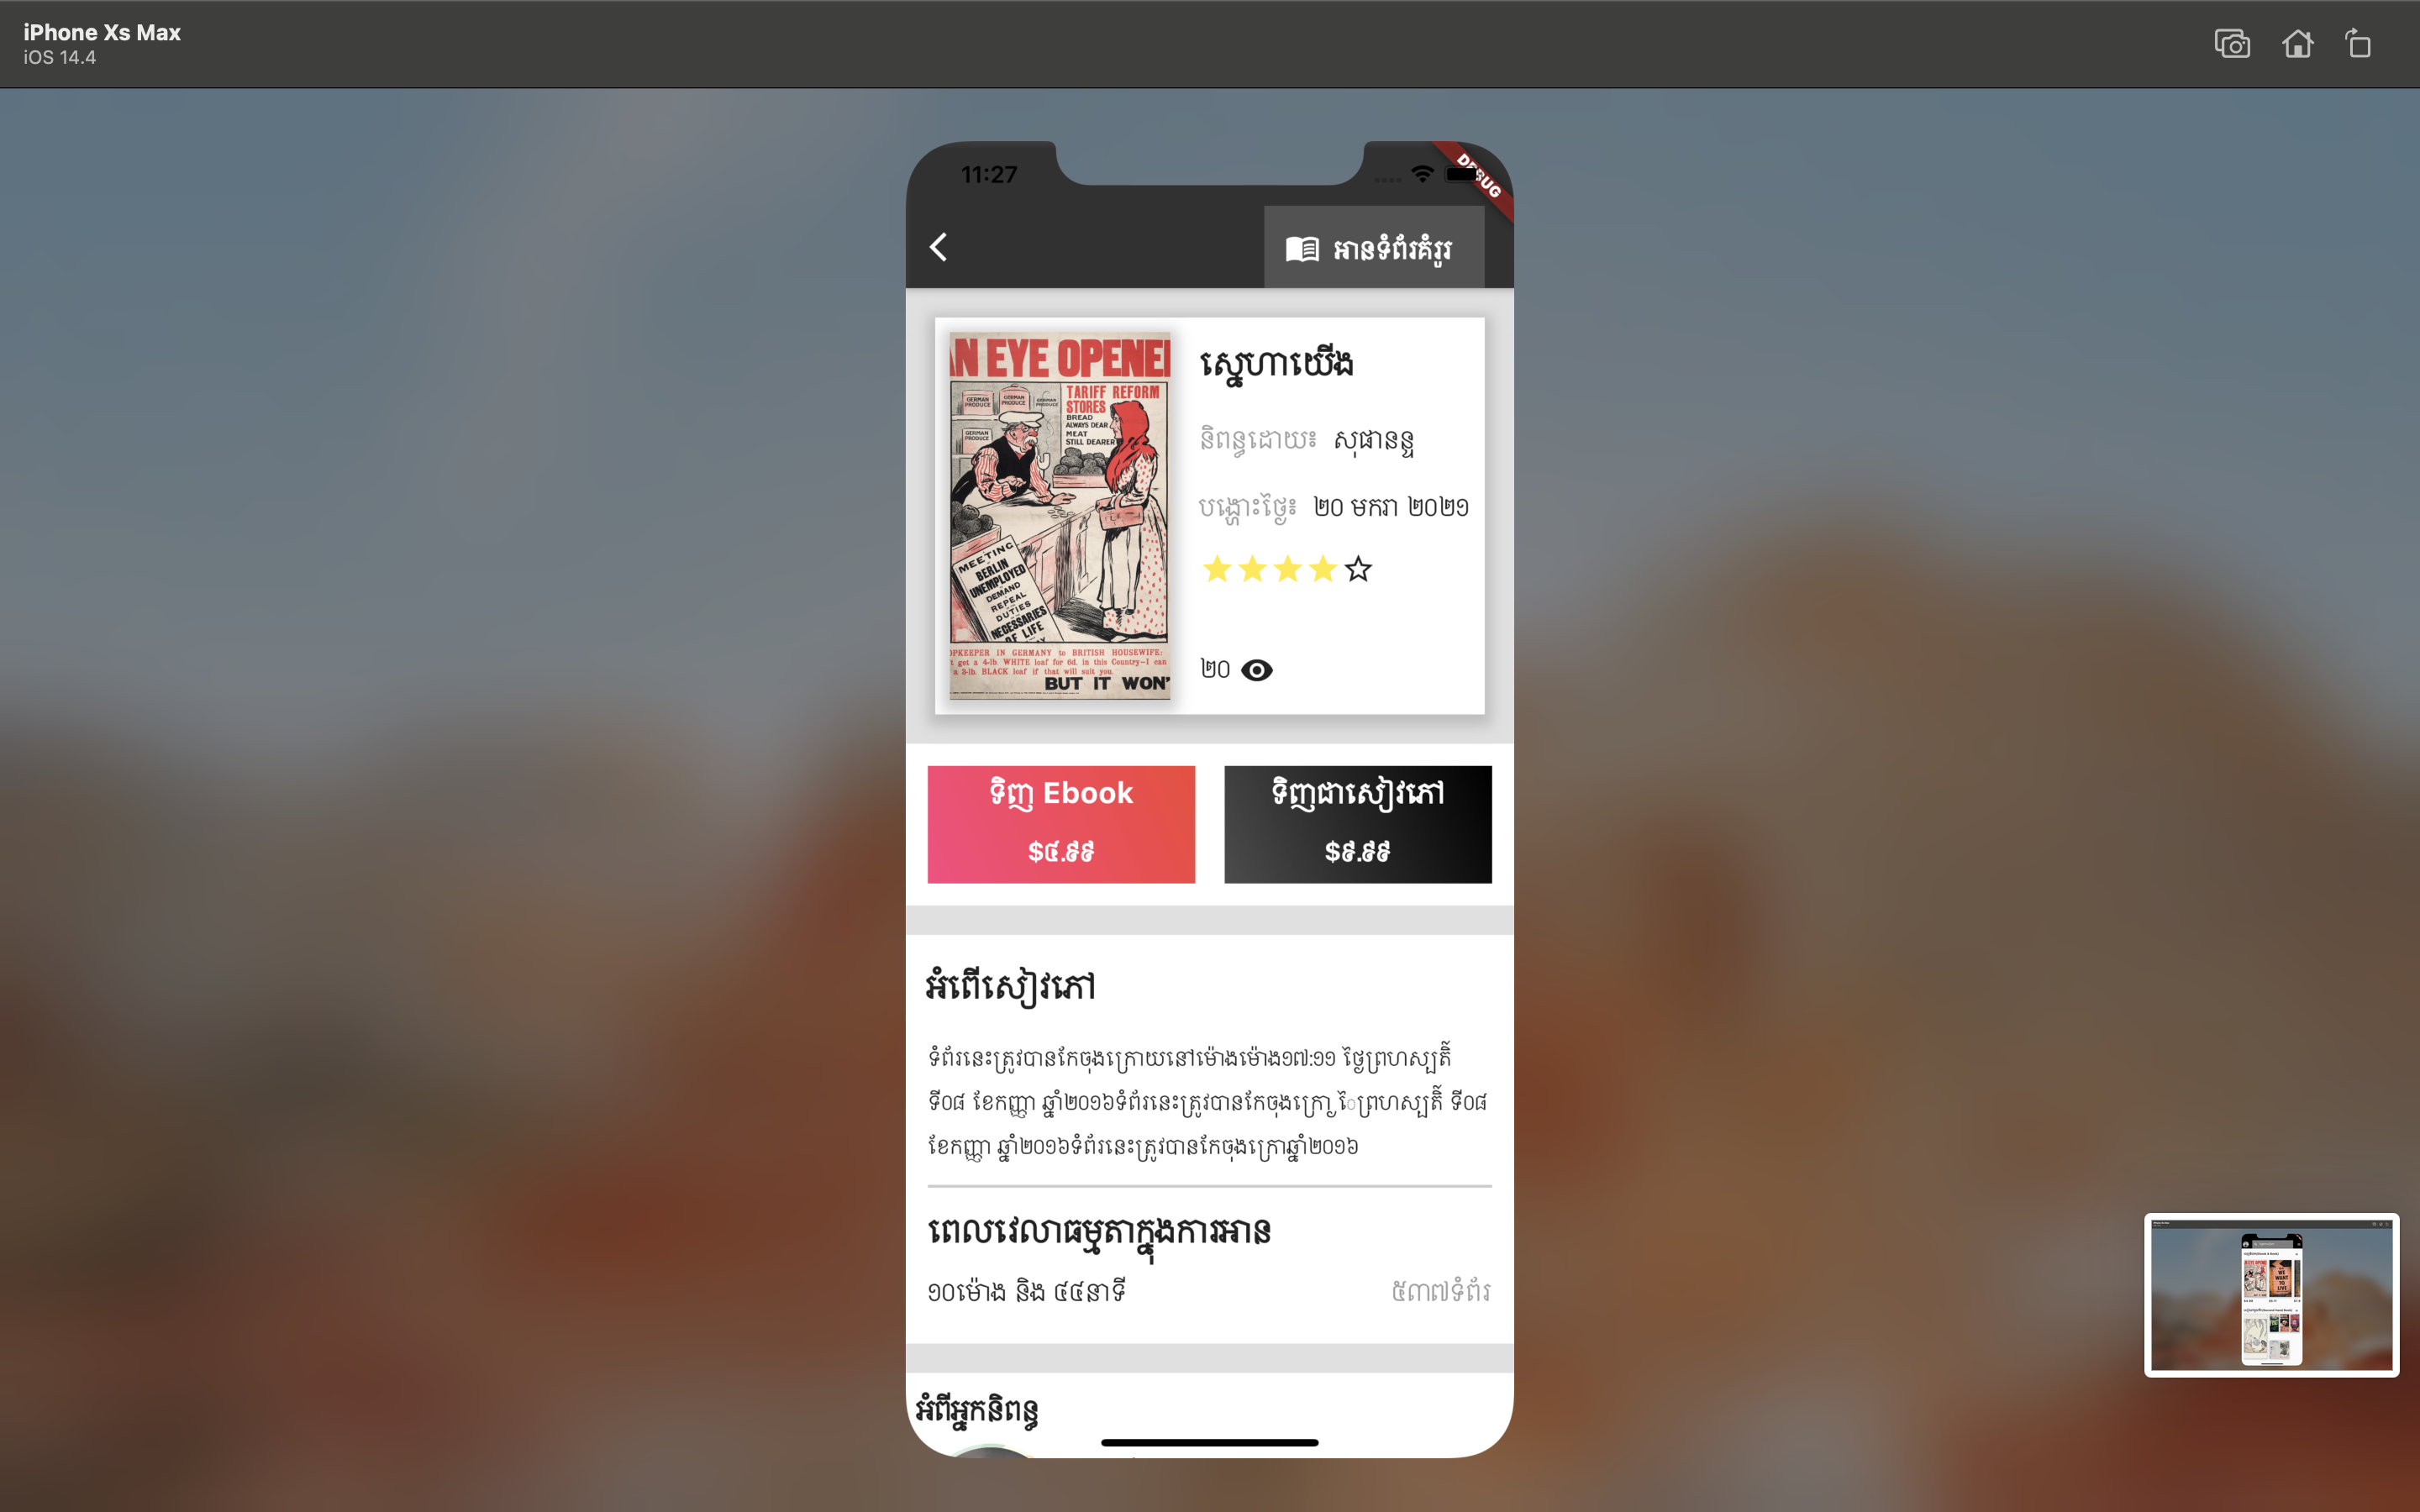 iPhone Xs Max
iOS 14.4
11:27
DEBUG
អានទំព័រគំរូរ
AN EYE OPENE
TARIFF REFORM
STORES
BREAD
ALWAYS DEAR
MEAT
STILL DEARER
GERMAN PRODUCE
GERMAN PRODUCE
GERMAN PRODUCE
GERMAN PRODUCE
MEETING
BERLIN
UNEMPLOYED
DEMAND
REPEAL
DUTIES
NECESSARIES
OF LIFE
OPKEEPER IN GERMANY to BRITISH HOUSEWIFE:
get a 4-lb. WHITE loaf for 6d. in this Country—I can
a 3-lb. BLACK loaf if that will suit you.
BUT IT WON'
ស្នេហាយើង
និពន្ធដោយ៖ សុផានន្ទ
បង្ហោះថ្ងៃ៖ ២០ មករា ២០២១
២០
ទិញ Ebook
$៤.៩៩
ទិញជាសៀវភៅ
$៩.៩៩
អំពើសៀវភៅ
ទំព័រនេះត្រូវបានកែចុងក្រោយនៅម៉ោងម៉ោង១៧:១១ ថ្ងៃព្រហស្បតិ៍
ទី០៨ ខែកញ្ញា ឆ្នាំ២០១៦ទំព័រនេះត្រូវបានកែចុងក្រោ្ងៃព្រហស្បតិ៍ ទី០៨
ខែកញ្ញា ឆ្នាំ២០១៦ទំព័រនេះត្រូវបានកែចុងក្រោឆ្នាំ២០១៦
ពេលវេលាធម្មតាក្នុងការអាន
១០ម៉ោង និង ៤៤នាទី ៥៣៧ទំព័រ
អំពីអ្នកនិពន្ធ